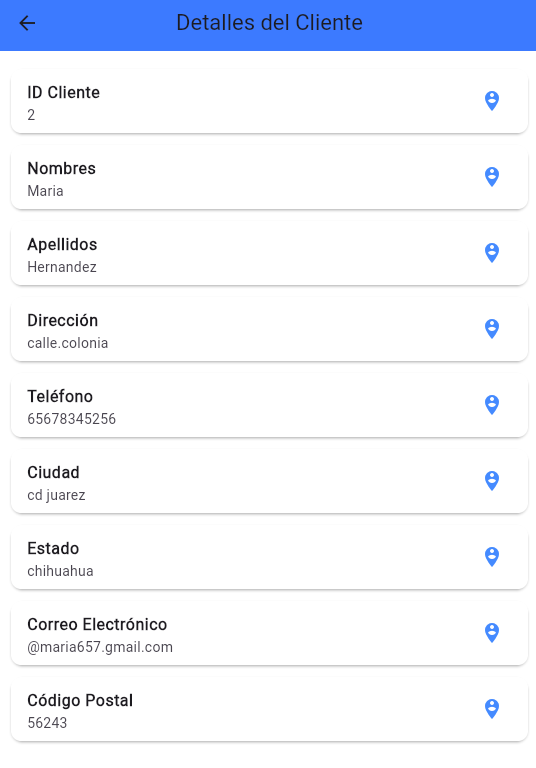 Detalles del Cliente
ID Cliente
2
Nombres
Maria
Apellidos
Hernandez
Dirección
calle.colonia
Teléfono
65678345256
Ciudad
cd juarez
Estado
chihuahua
Correo Electrónico
@maria657.gmail.com
Código Postal
56243